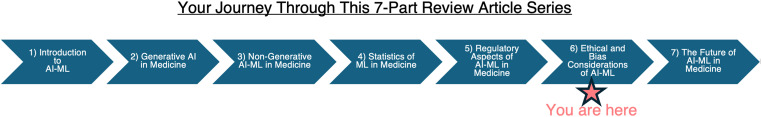 Your Journey Through This 7-Part Review Article Series
1) Introduction
to
AI-ML
2) Generative AI
in Medicine
3) Non-Generative
AI-ML in Medicine
4) Statistics of
ML in Medicine
5) Regulatory
Aspects of
AI-ML in
Medicine
6) Ethical and
Bias
Considerations
of AI-ML
7) The Future of
AI-ML in
Medicine
You are here